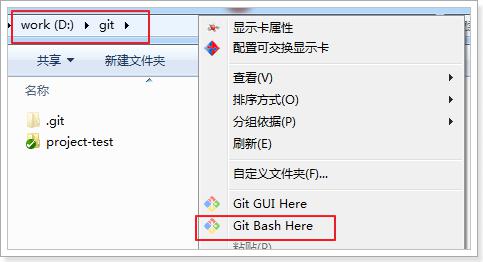 work (D:) ▸ git ▸
共享 ▾ 新建文件夹
名称
.git
project-test
显示卡属性
配置可交换显示卡
查看(V)
排序方式(O)
分组依据(P)
刷新(E)
自定义文件夹(F)...
Git GUI Here
Git Bash Here
粘贴(P)